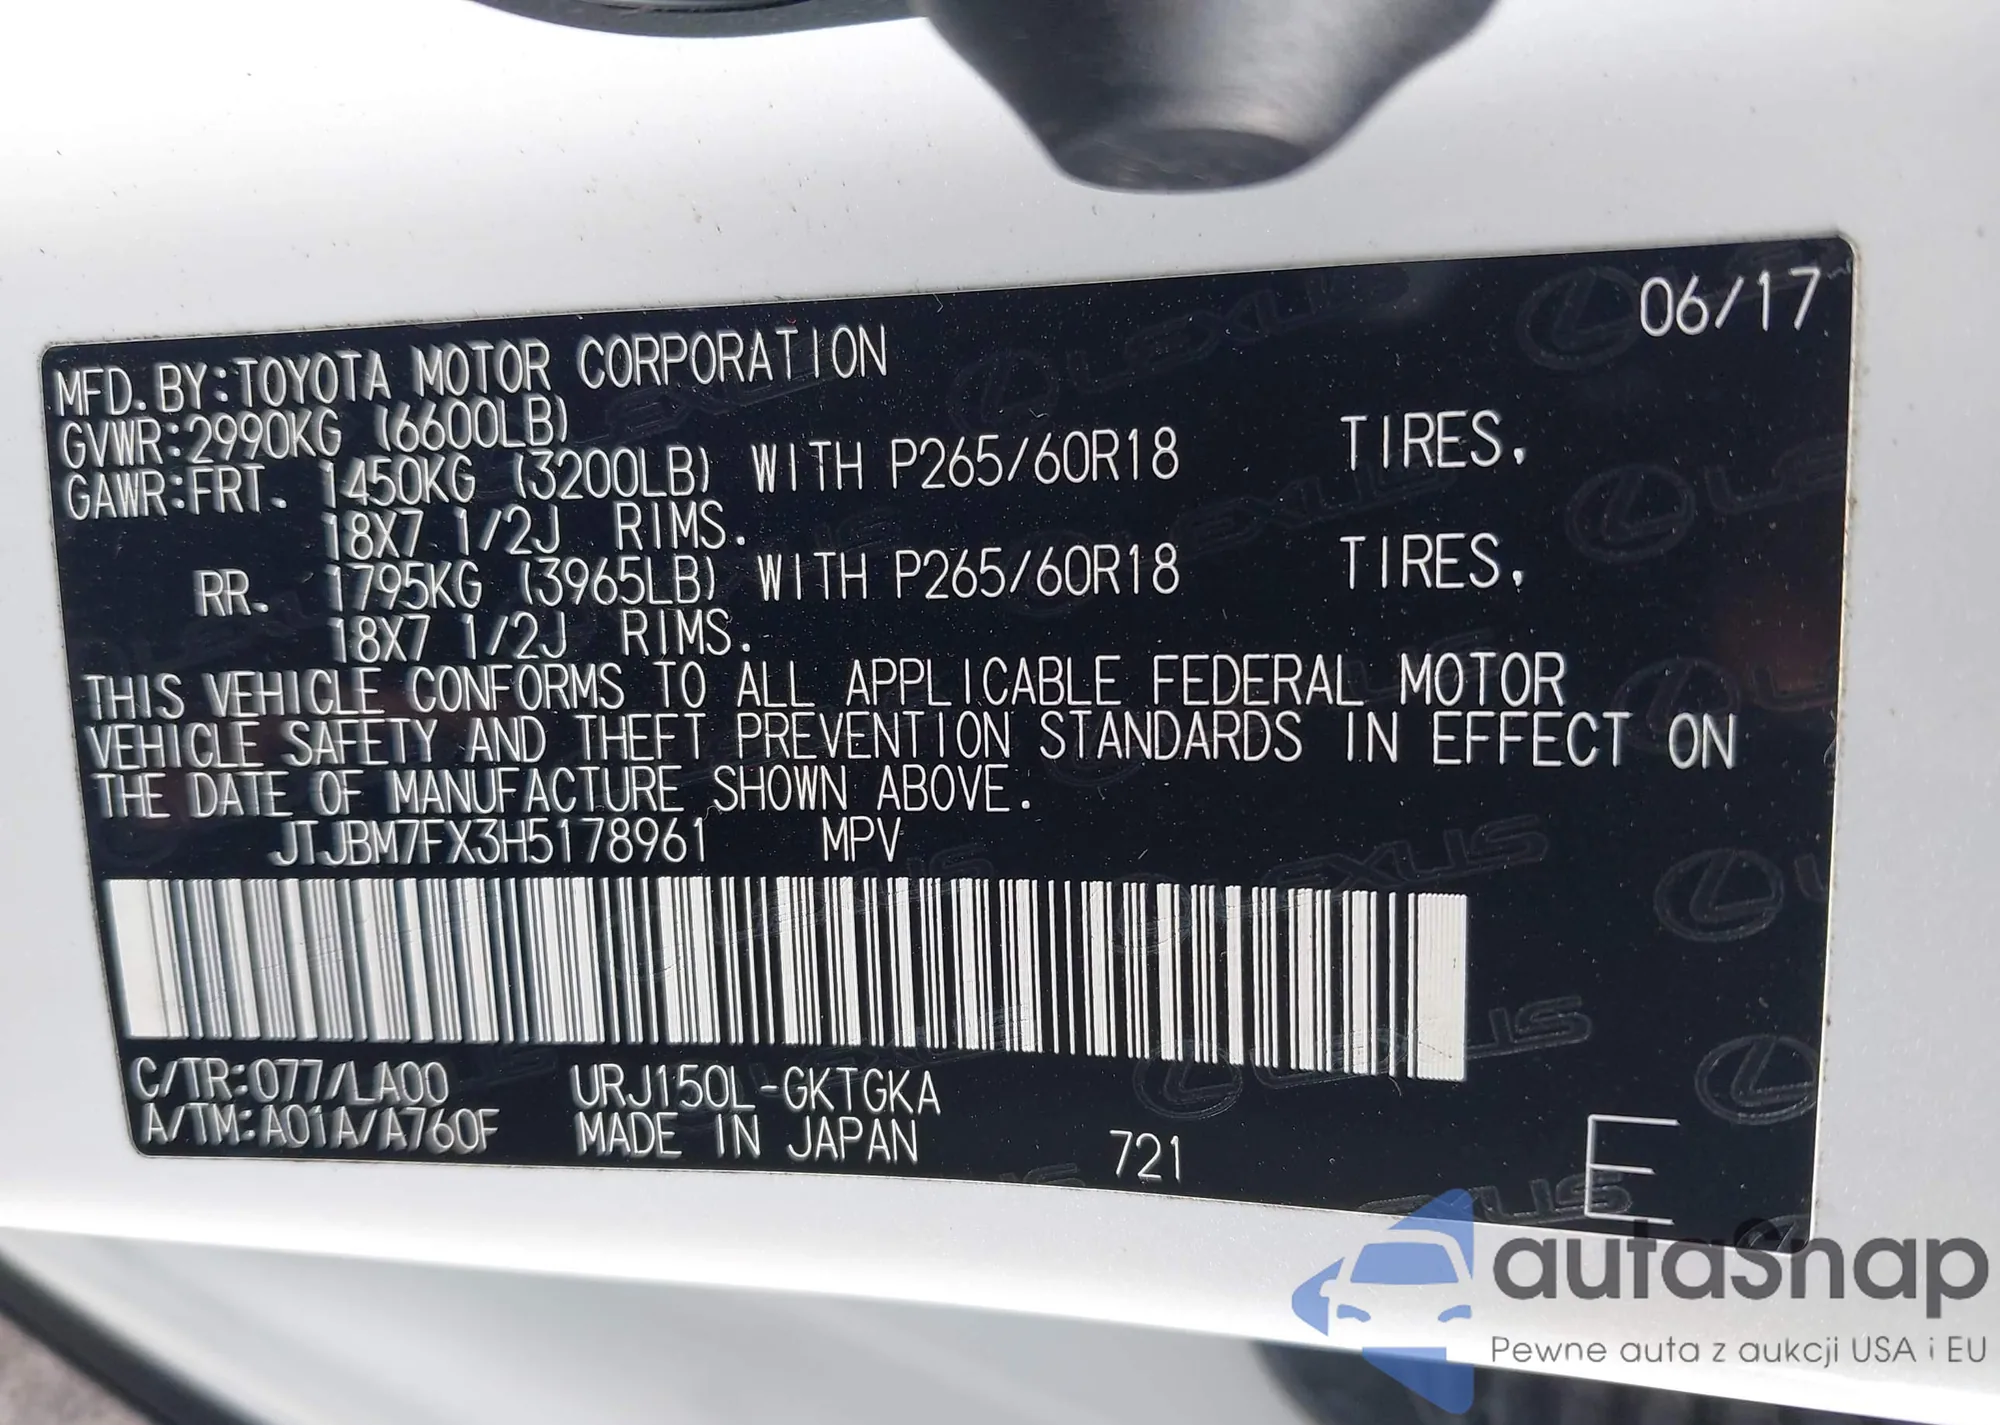 06/17
MFD. BY:TOYOTA MOTOR CORPORATION
GVWR:2990KG (6600LB)
GAWR:FRT. 1450KG (3200LB) WITH P265/60R18 TIRES,
18X7 1/2J RIMS.
RR. 1795KG (3965LB) WITH P265/60R18 TIRES,
18X7 1/2J RIMS.
THIS VEHICLE CONFORMS TO ALL APPLICABLE FEDERAL MOTOR
VEHICLE SAFETY AND THEFT PREVENTION STANDARDS IN EFFECT ON
THE DATE OF MANUFACTURE SHOWN ABOVE.
JTJBM7FX3H5178961 MPV
C/TR:077/LA00 URJ150L-GKTGKA
A/TM:A01A/A760F MADE IN JAPAN 721 E
autasnap
Pewne auta z aukcji USA i EU